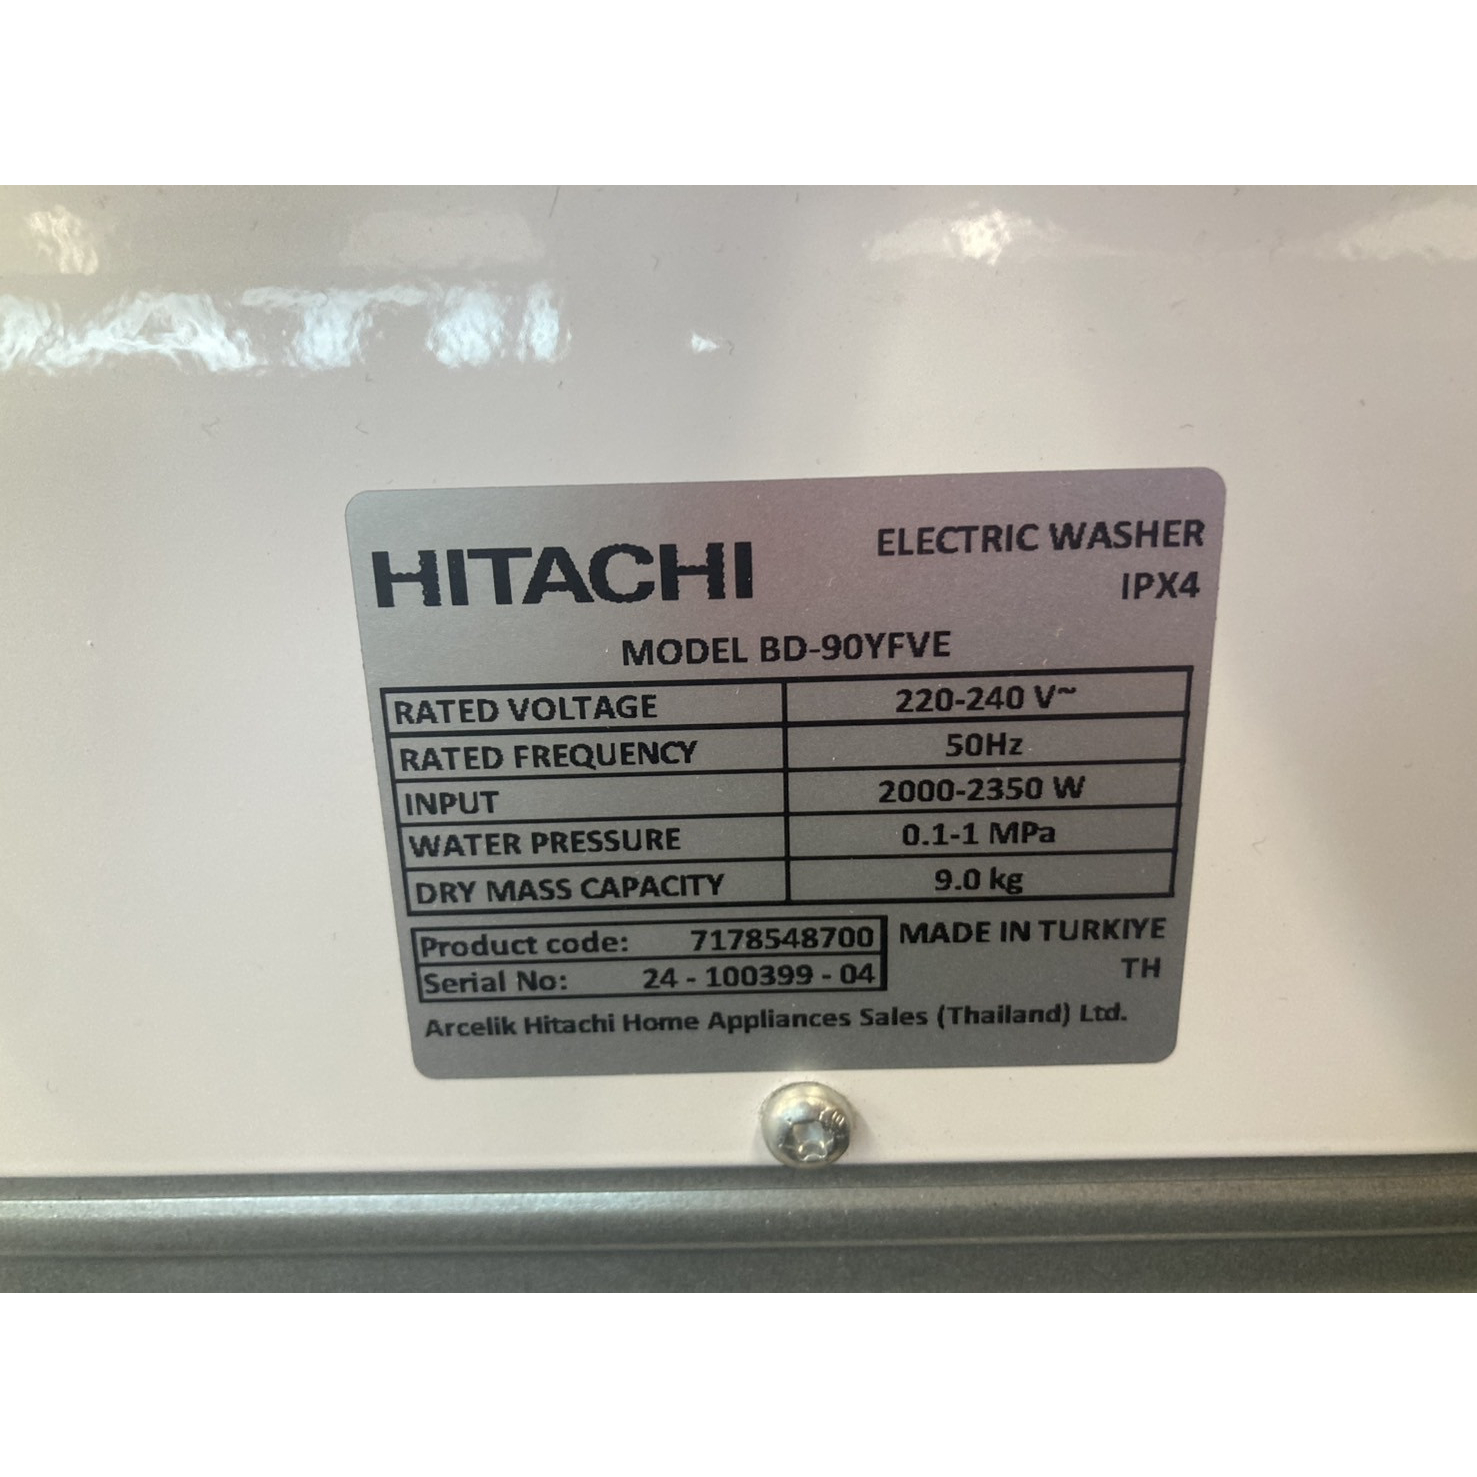 HITACHI
ELECTRIC WASHER
IPX4
MODEL BD-90YFVE
RATED VOLTAGE 220-240 V~
RATED FREQUENCY 50Hz
INPUT 2000-2350 W
WATER PRESSURE 0.1-1 MPa
DRY MASS CAPACITY 9.0 kg
Product code: 7178548700
Serial No: 24 - 100399 - 04
MADE IN TURKIYE
TH
Arcelik Hitachi Home Appliances Sales (Thailand) Ltd.